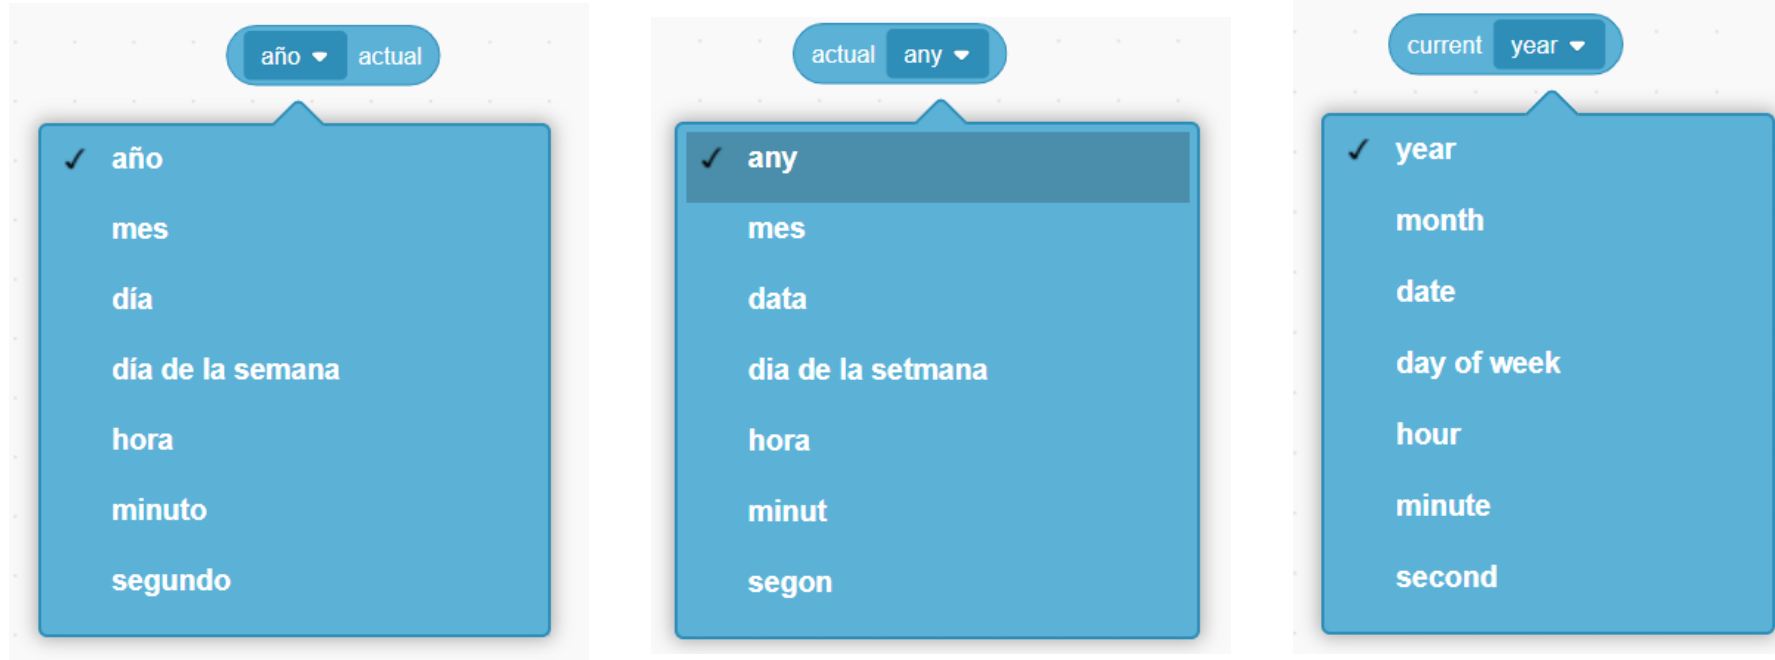 año actual
año
mes
día
día de la semana
hora
minuto
segundo
actual any
any
mes
data
dia de la setmana
hora
minut
segon
current year
year
month
date
day of week
hour
minute
second